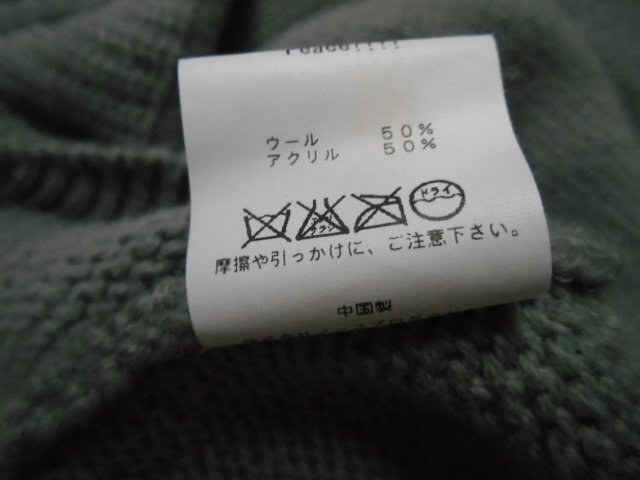 Peace!!!!
ウール 50%
アクリル 50%
ドライ
摩擦や引っかけに、ご注意下さい。
中国製